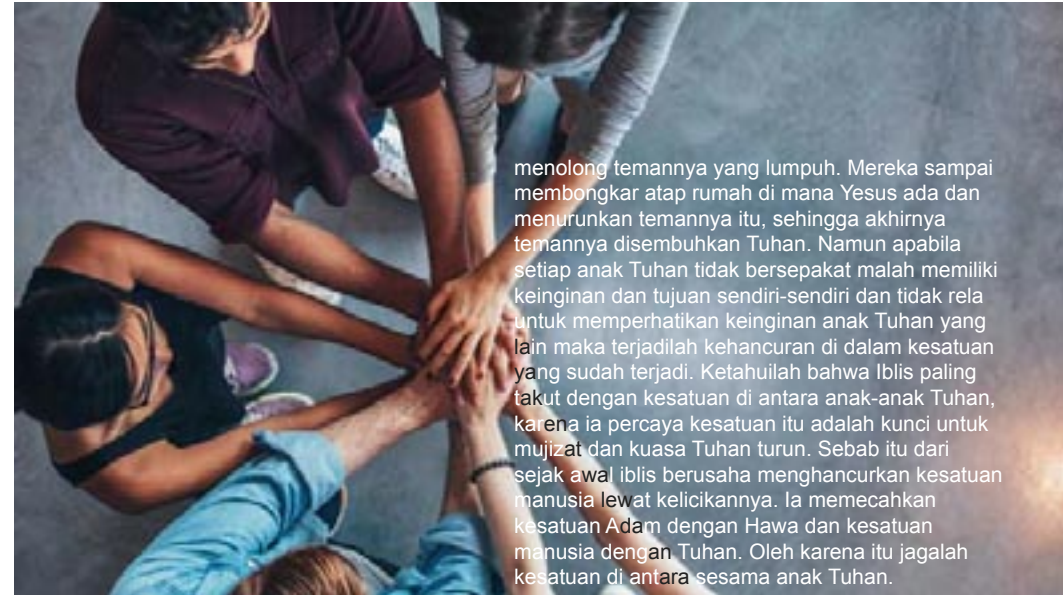 menolong temannya yang lumpuh. Mereka sampai
membongkar atap rumah di mana Yesus ada dan
menurunkan temannya itu, sehingga akhirnya
temannya disembuhkan Tuhan. Namun apabila
setiap anak Tuhan tidak bersepakat malah memiliki
keinginan dan tujuan sendiri-sendiri dan tidak rela
untuk memperhatikan keinginan anak Tuhan yang
lain maka terjadilah kehancuran di dalam kesatuan
yang sudah terjadi. Ketahuilah bahwa Iblis paling
takut dengan kesatuan di antara anak-anak Tuhan,
karena ia percaya kesatuan itu adalah kunci untuk
mujizat dan kuasa Tuhan turun. Sebab itu dari
sejak awal iblis berusaha menghancurkan kesatuan
manusia lewat kelicikannya. Ia memecahkan
kesatuan Adam dengan Hawa dan kesatuan
manusia dengan Tuhan. Oleh karena itu jagalah
kesatuan di antara sesama anak Tuhan.